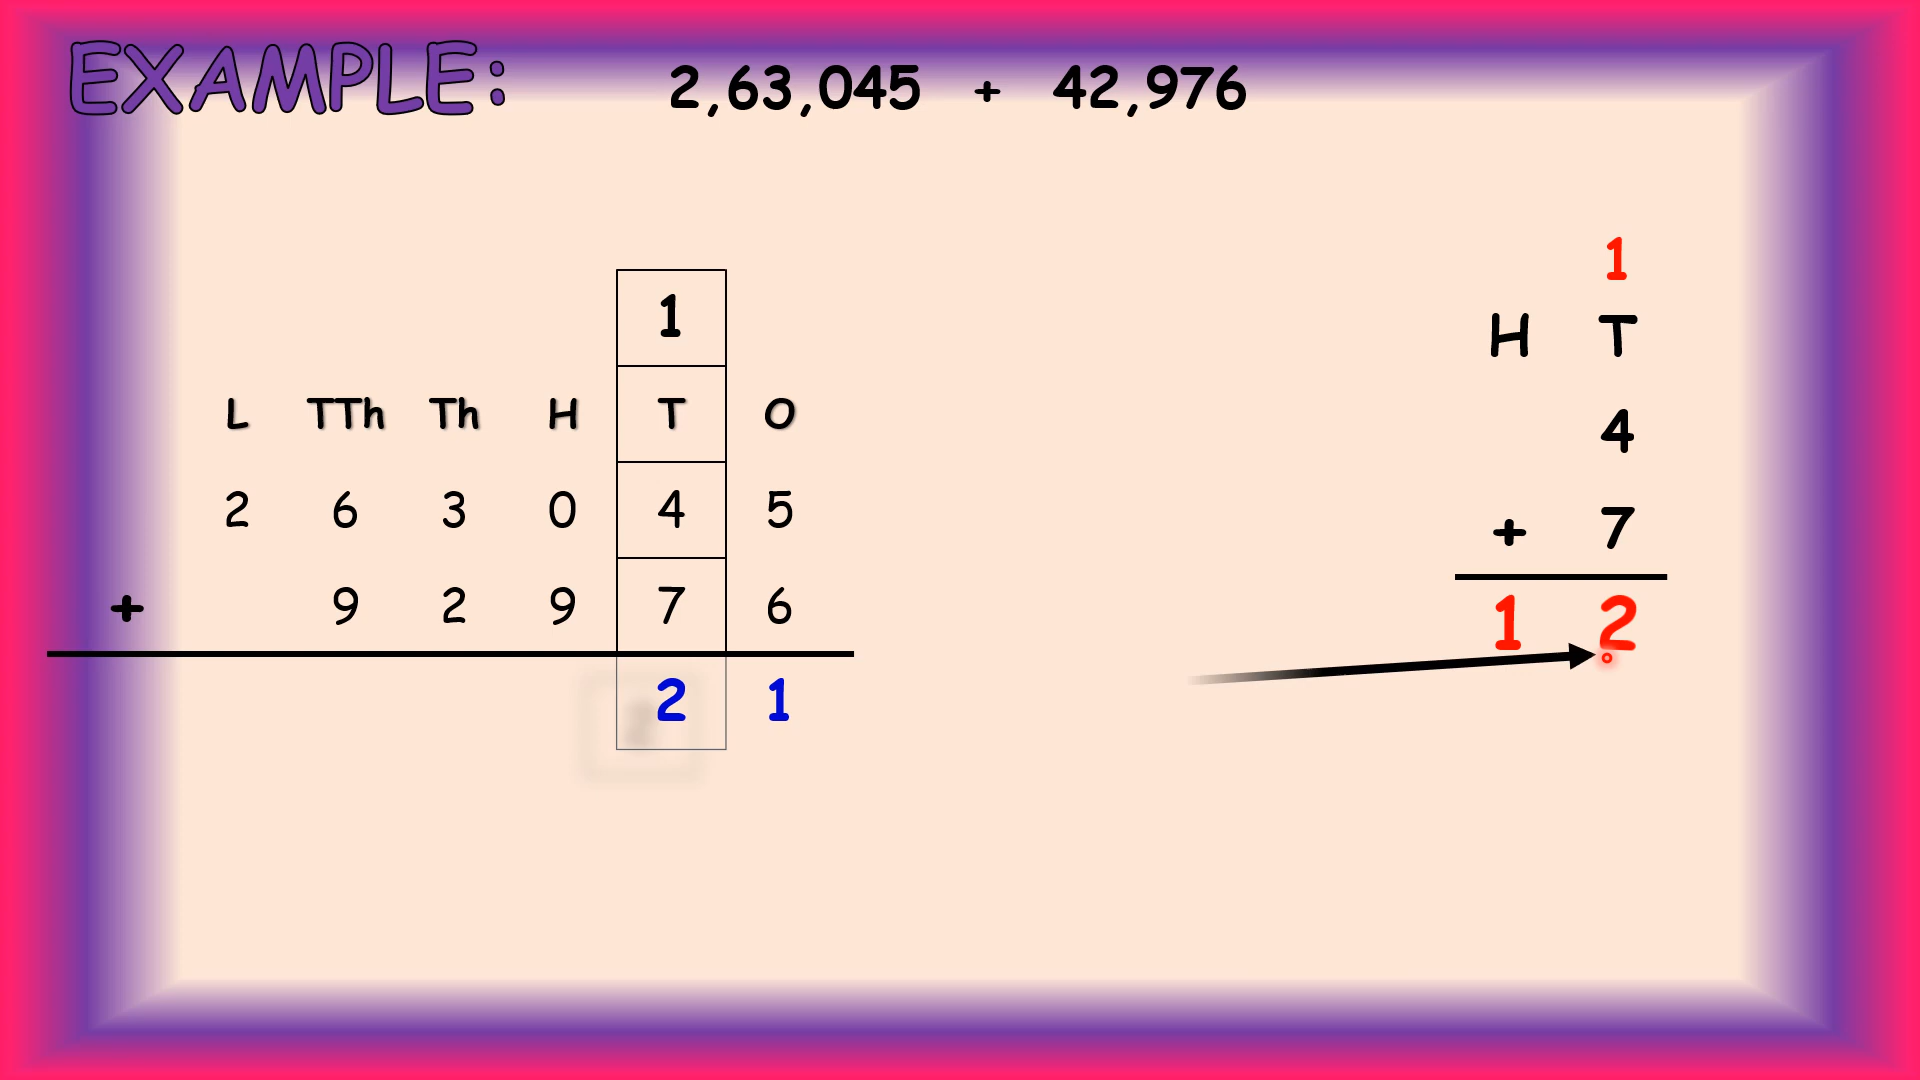 EXAMPLE: 2,63,045 + 42,976
1
L TTh Th H T O
2 6 3 0 4 5
+ 9 2 9 7 6
2 1
1
H T
4
+ 7
1 2